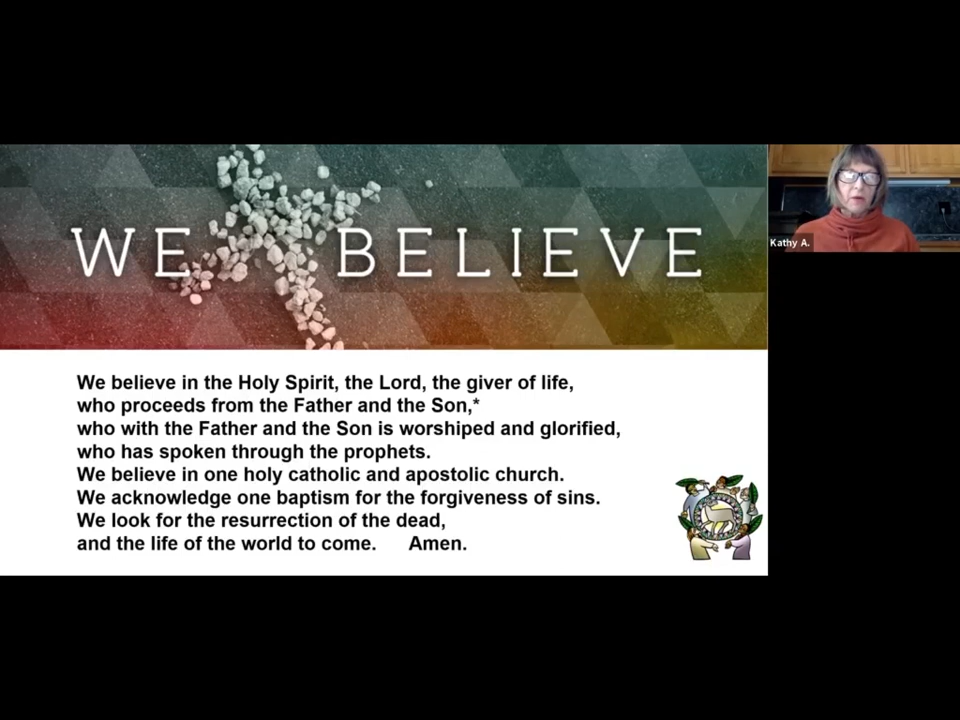 WE BELIEVE
We believe in the Holy Spirit, the Lord, the giver of life,
who proceeds from the Father and the Son,*
who with the Father and the Son is worshiped and glorified,
who has spoken through the prophets.
We believe in one holy catholic and apostolic church.
We acknowledge one baptism for the forgiveness of sins.
We look for the resurrection of the dead,
and the life of the world to come. Amen.
Kathy A.